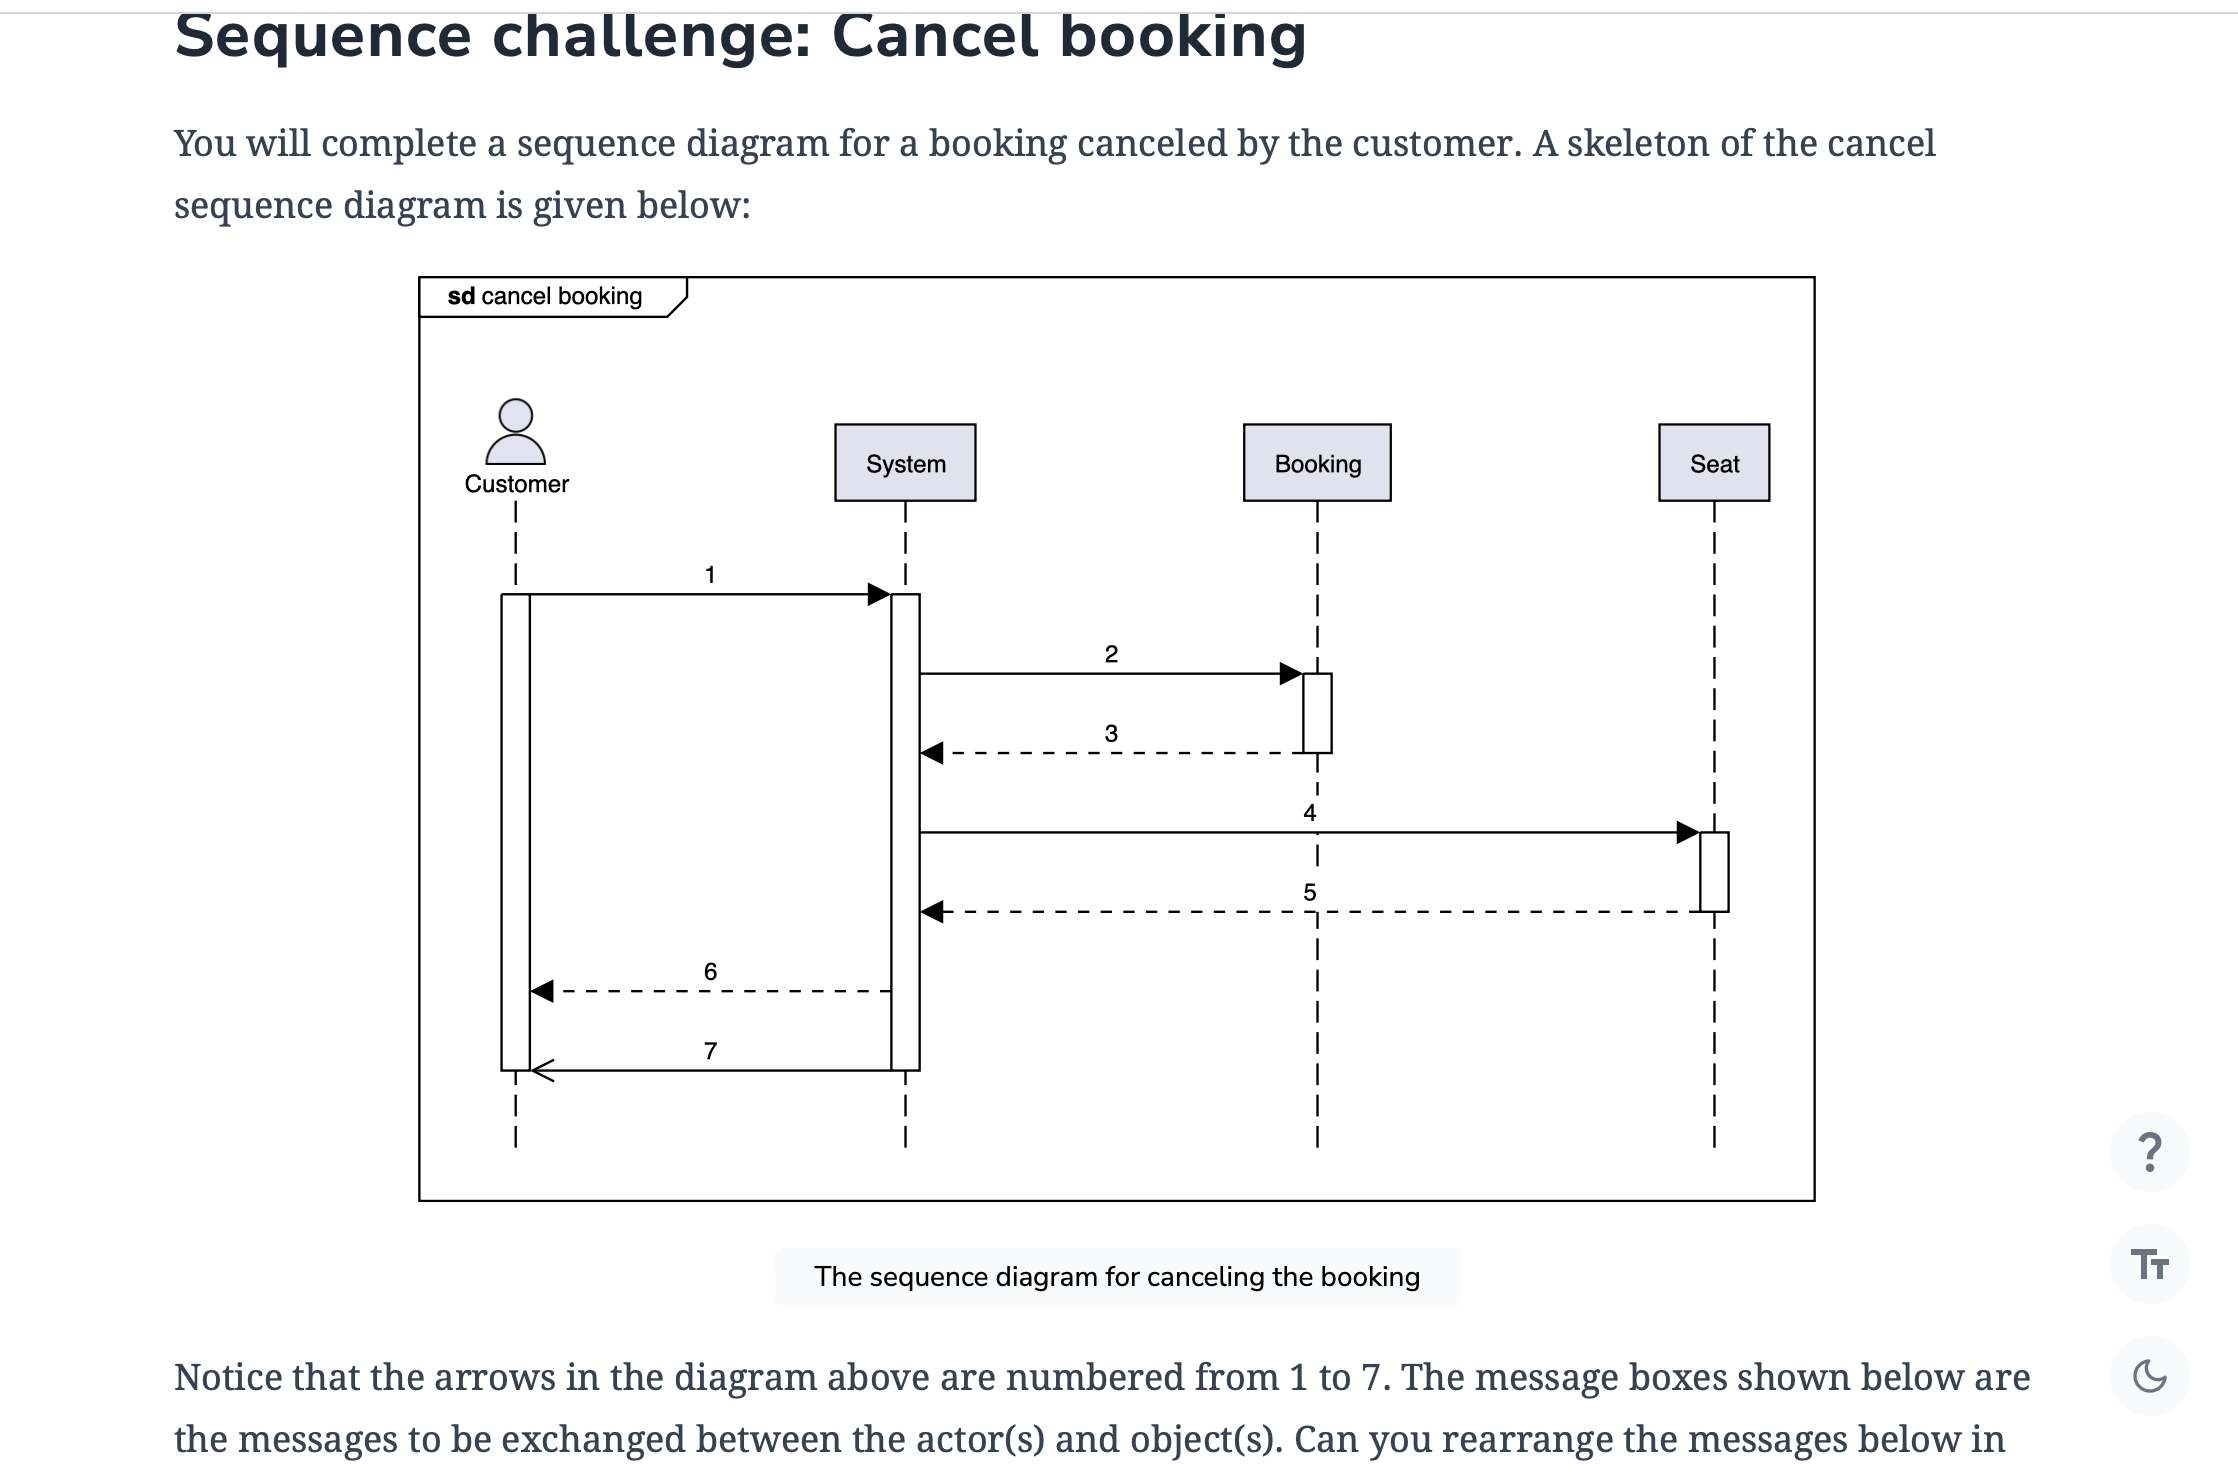 Sequence challenge: Cancel booking
You will complete a sequence diagram for a booking canceled by the customer. A skeleton of the cancel
sequence diagram is given below:
sd cancel booking
Customer
System
Booking
Seat
1
2
3
4
5
6
7
The sequence diagram for canceling the booking
Notice that the arrows in the diagram above are numbered from 1 to 7. The message boxes shown below are
the messages to be exchanged between the actor(s) and object(s). Can you rearrange the messages below in
?
TT